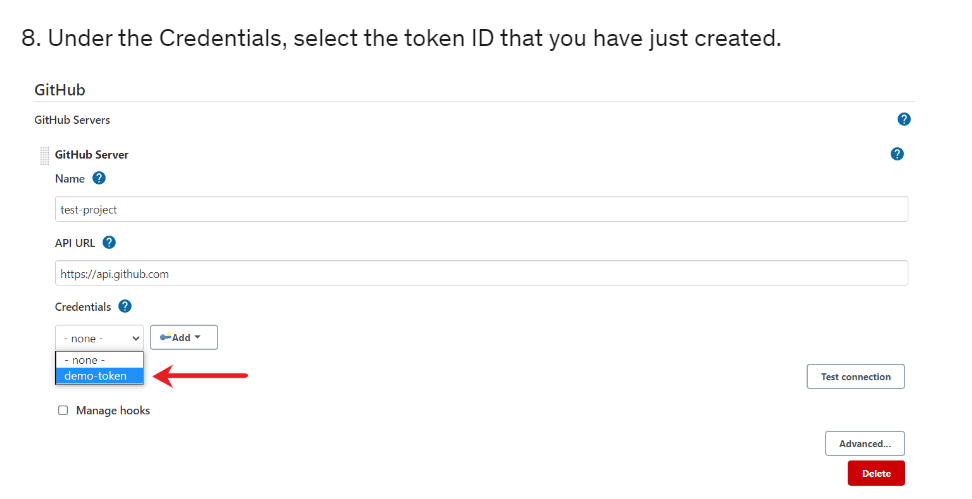 8. Under the Credentials, select the token ID that you have just created.
GitHub
GitHub Servers ?
GitHub Server ?
Name ?
test-project
API URL ?
https://api.github.com
Credentials ?
- none - Add
- none -
demo-token
Test connection
Manage hooks
Advanced...
Delete